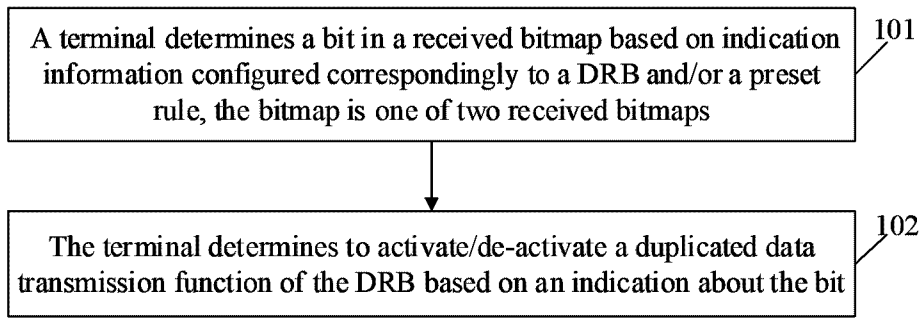 A terminal determines a bit in a received bitmap based on indication
information configured correspondingly to a DRB and/or a preset
rule, the bitmap is one of two received bitmaps
101
The terminal determines to activate/de-activate a duplicated data
transmission function of the DRB based on an indication about the bit
102